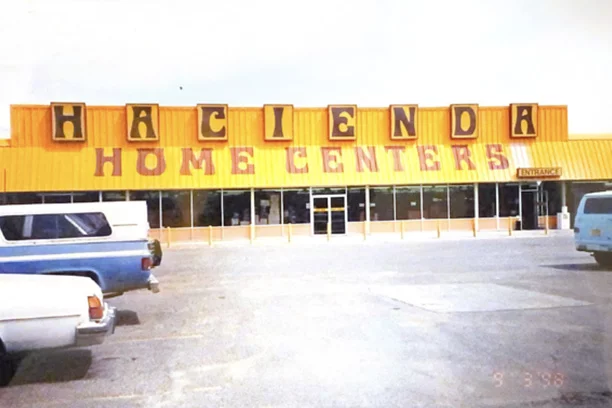 HACIENDA
HOME CENTERS
ENTRANCE
9 3 '98